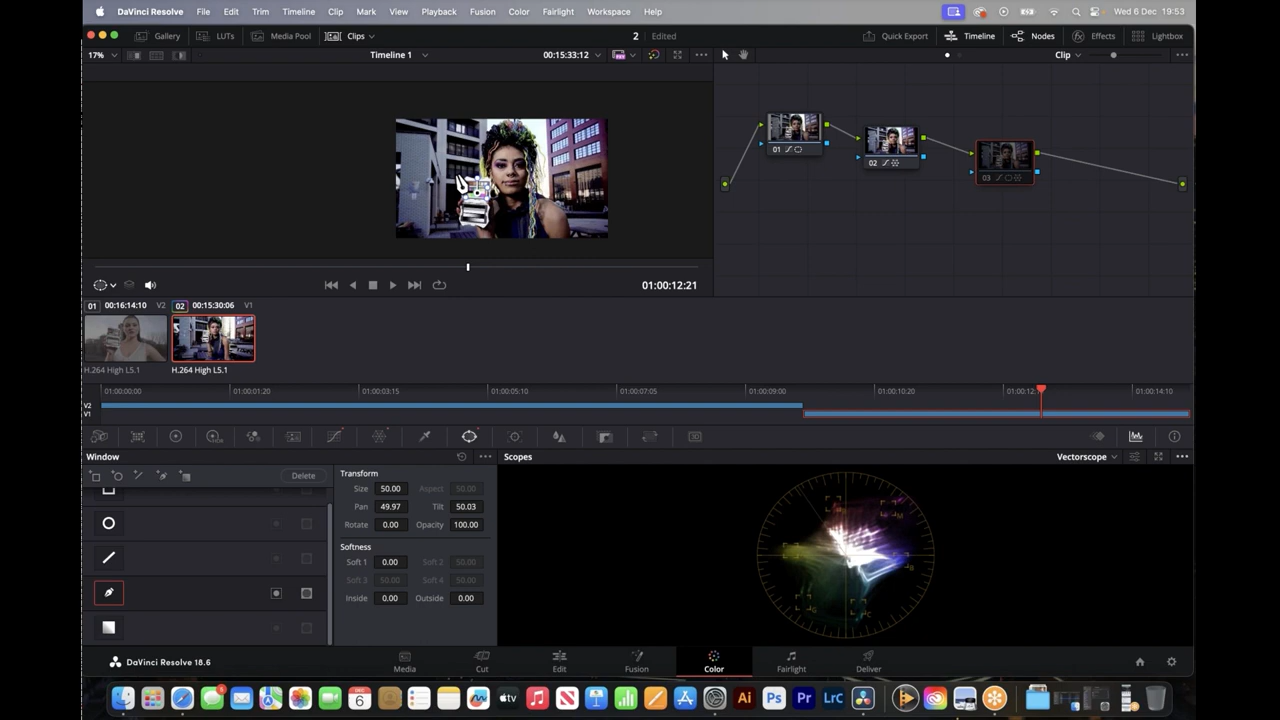 DaVinci Resolve File Edit Trim Timeline Clip Mark View Playback Fusion Color Fairlight Workspace Help Wed 6 Dec 19:53
Gallery LUTs Media Pool Clips 2 Edited Quick Export Timeline Nodes Effects Lightbox
17% Timeline 1 00:15:33:12 Clip
01
02
03
01:00:12:21
01 00:16:14:10 V2 02 00:15:30:06 V1
H.264 High L5.1 H.264 High L5.1
01:00:00:00 01:00:01:20 01:00:03:15 01:00:05:10 01:00:07:05 01:00:09:00 01:00:10:20 01:00:12: 01:00:14:10
V2
V1
Window Scopes Vectorscope
Delete
Transform
Size 50.00 Aspect 50.00
Pan 49.97 Tilt 50.03
Rotate 0.00 Opacity 100.00
Softness
Soft 1 0.00 Soft 2 50.00
Soft 3 50.00 Soft 4 50.00
Inside 0.00 Outside 0.00
M
B
G
C
DaVinci Resolve 18.6 Media Cut Edit Fusion Color Fairlight Deliver
DEC
6
tv
Ai Ps Pr LrC